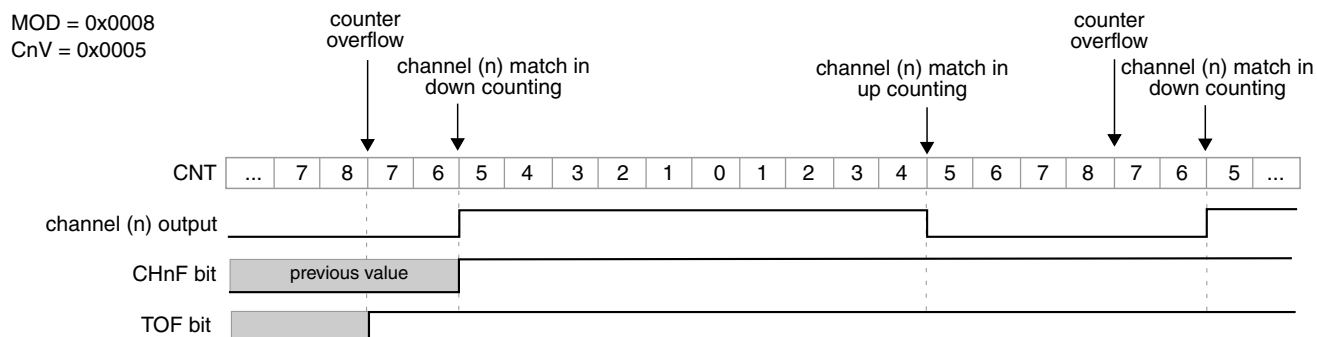 MOD = 0x0008
CnV = 0x0005
counter
overflow
channel (n) match in
down counting
channel (n) match in
up counting
counter
overflow
channel (n) match in
down counting
CNT ... 7 8 7 6 5 4 3 2 1 0 1 2 3 4 5 6 7 8 7 6 5 ...
channel (n) output
CHnF bit previous value
TOF bit